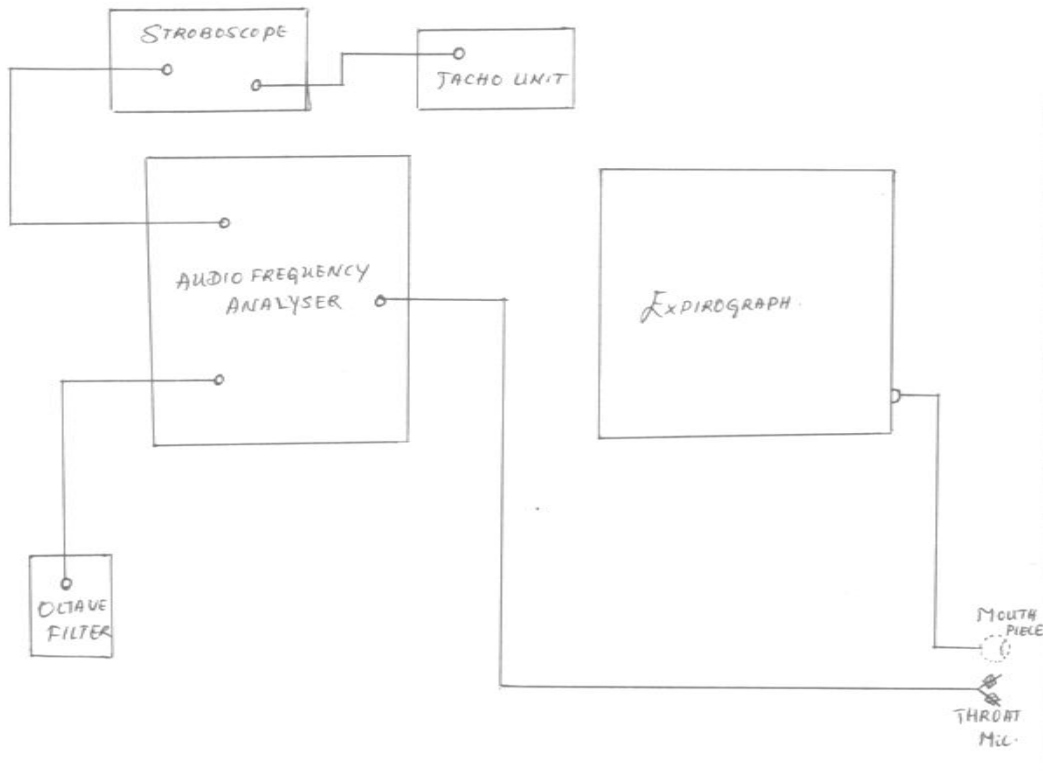 STROBOSCOPE
TACHO UNIT
AUDIO FREQUENCY
ANALYSER
EXPIROGRAPH.
OCTAVE
FILTER
MOUTH
PIECE
THROAT
MIC.